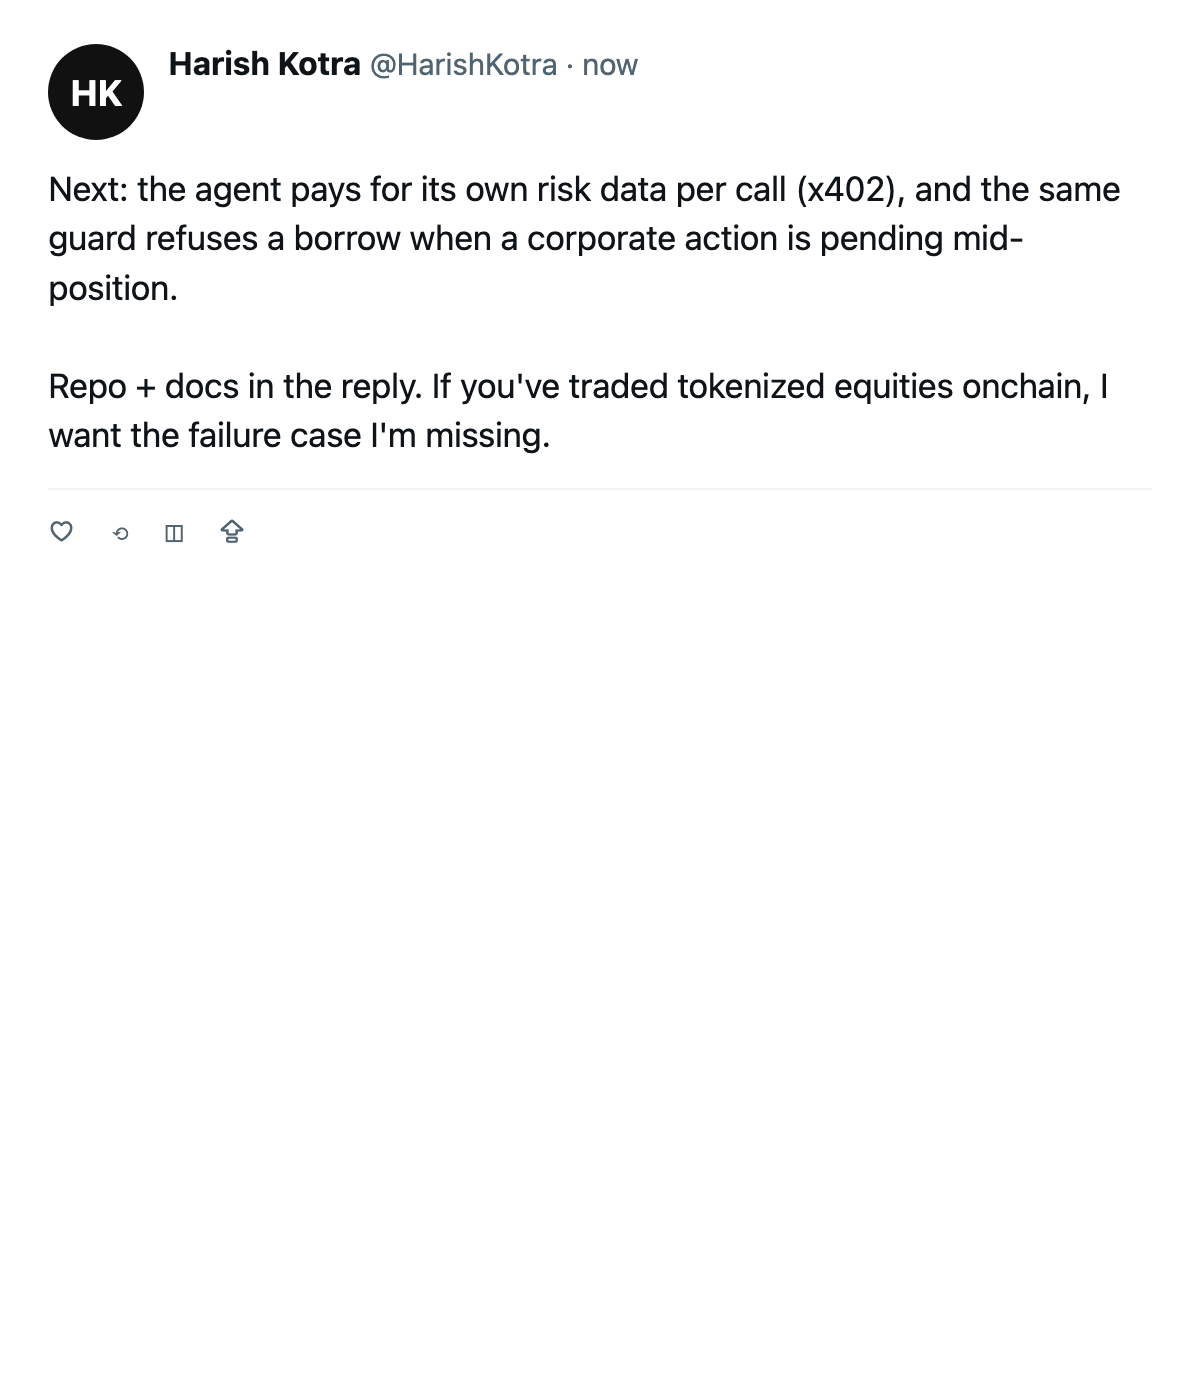 HK
Harish Kotra @HarishKotra · now
Next: the agent pays for its own risk data per call (x402), and the same
guard refuses a borrow when a corporate action is pending mid-
position.
Repo + docs in the reply. If you've traded tokenized equities onchain, I
want the failure case I'm missing.